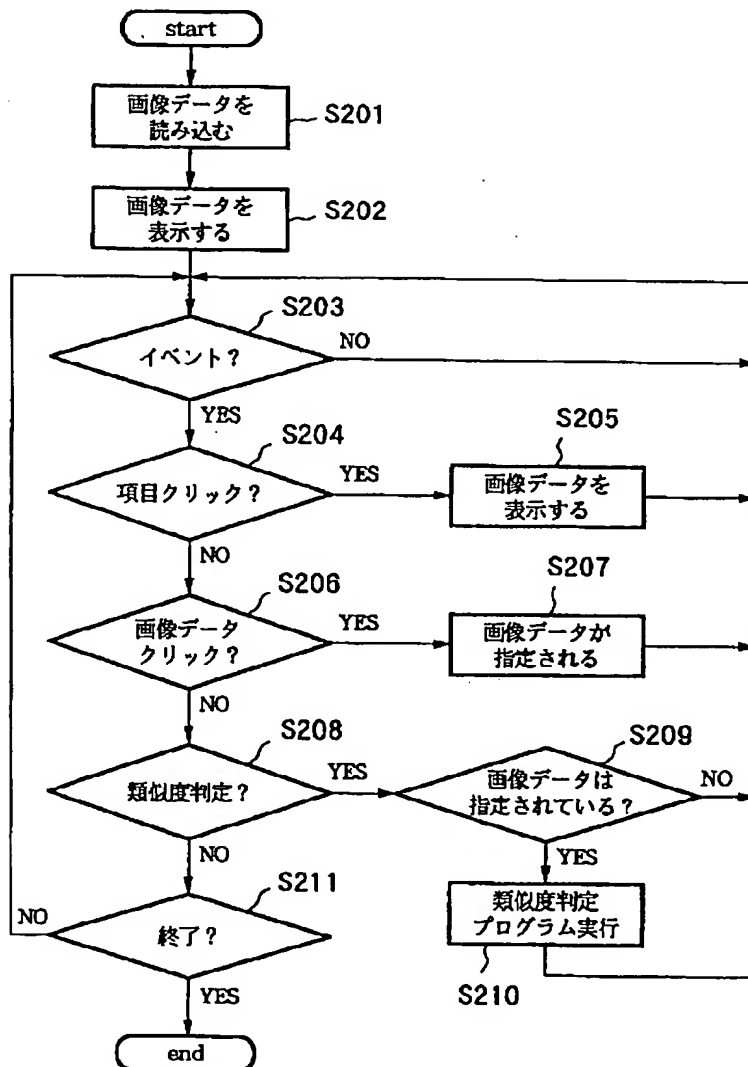 start
画像データを
読み込む
S201
画像データを
表示する
S202
S203
イベント?
NO
YES
S204
項目クリック?
YES
S205
画像データを
表示する
NO
S206
画像データ
クリック?
YES
S207
画像データが
指定される
NO
S208
類似度判定?
YES
S209
画像データは
指定されている?
NO
YES
NO
類似度判定
プログラム実行
S210
S211
終了?
NO
YES
end